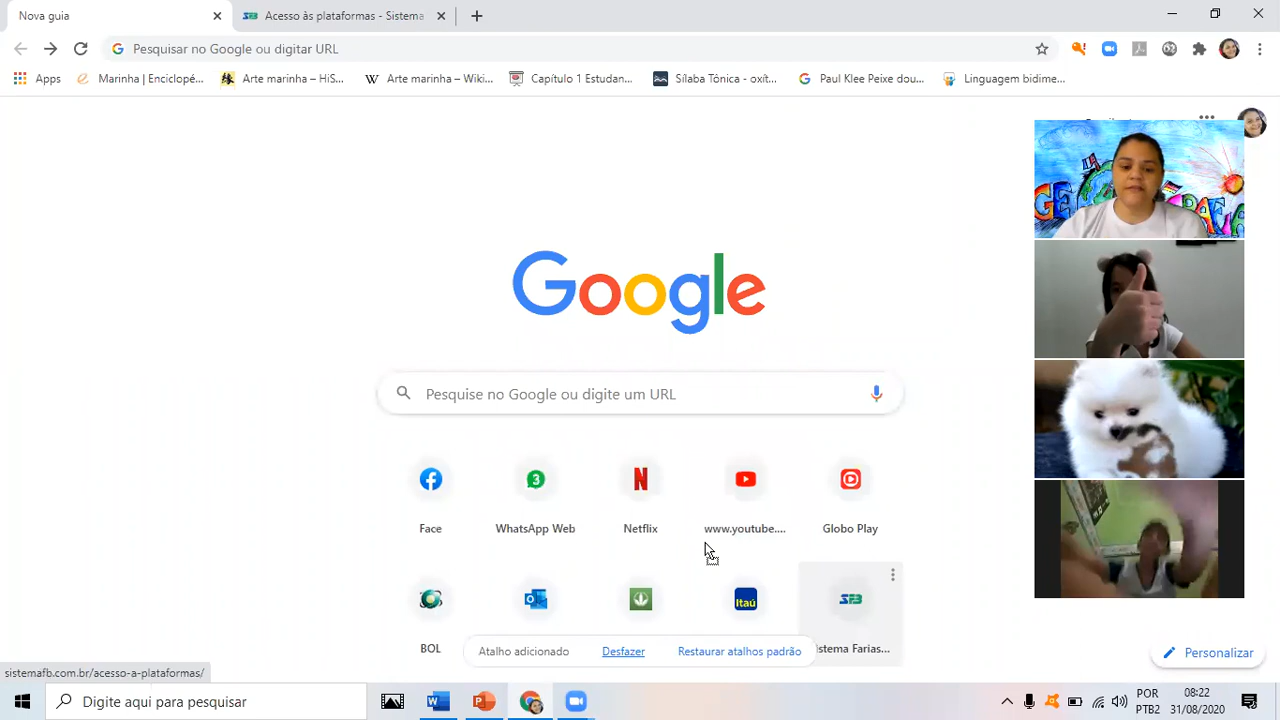 Nova guia
Acesso às plataformas - Sistema
Pesquisar no Google ou digitar URL
Apps
Marinha | Enciclopé...
Arte marinha – HiS...
Arte marinha – Wiki...
Capítulo 1 Estudan...
Sílaba Tônica - oxít...
Paul Klee Peixe dou...
Linguagem bidime...
Google
Pesquise no Google ou digite um URL
Face
WhatsApp Web
Netflix
www.youtube....
Globo Play
BOL
Itaú
istema Farias...
Atalho adicionado
Desfazer
Restaurar atalhos padrão
Personalizar
sistemafb.com.br/acesso-a-plataformas/
Digite aqui para pesquisar
POR
PTB2
08:22
31/08/2020